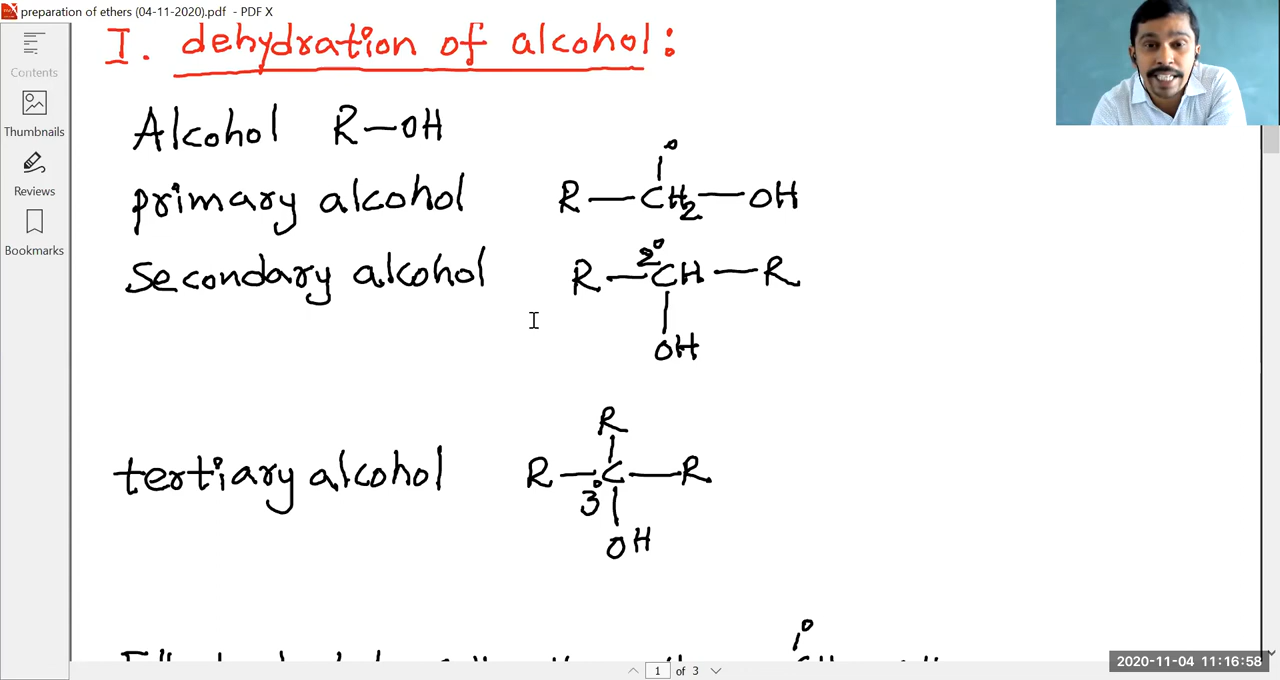 preparation of ethers (04-11-2020).pdf - PDF X
Contents
Thumbnails
Reviews
Bookmarks
I. dehydration of alcohol:
Alcohol R—OH
1°
primary alcohol R—CH2—OH
2°
Secondary alcohol R—CH—R
OH
R
tertiary alcohol R—C—R
3°
OH
1°
1 of 3
2020-11-04 11:16:58